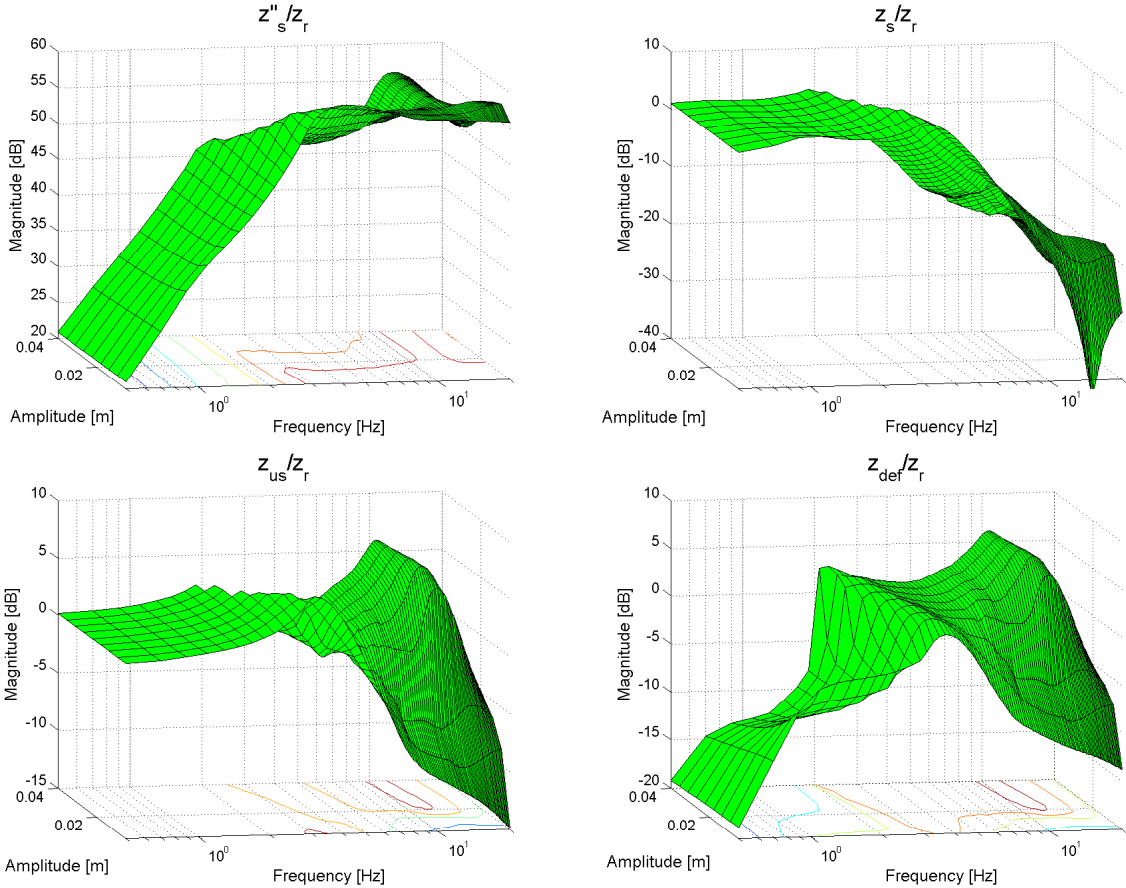 z''s/zr
60
55
50
45
40
35
30
25
20
Magnitude [dB]
0.04
0.02
Amplitude [m]
10^0
10^1
Frequency [Hz]
zs/zr
10
0
-10
-20
-30
-40
Magnitude [dB]
0.04
0.02
Amplitude [m]
10^0
10^1
Frequency [Hz]
zus/zr
10
5
0
-5
-10
-15
Magnitude [dB]
0.04
0.02
Amplitude [m]
10^0
10^1
Frequency [Hz]
zdef/zr
10
5
0
-5
-10
-15
-20
Magnitude [dB]
0.04
0.02
Amplitude [m]
10^0
10^1
Frequency [Hz]